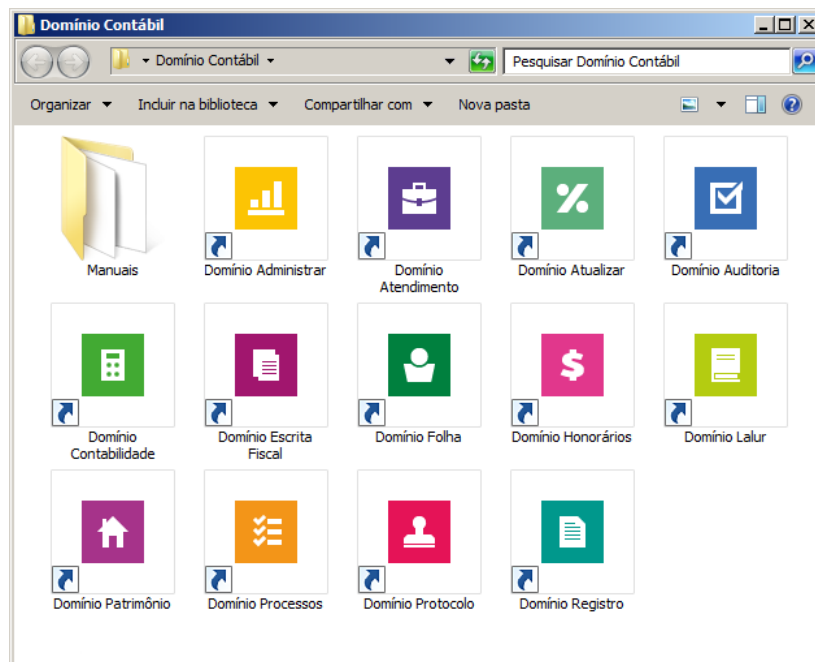 Domínio Contábil
Domínio Contábil
Pesquisar Domínio Contábil
Organizar
Incluir na biblioteca
Compartilhar com
Nova pasta
Manuais
Domínio Administrar
Domínio
Atendimento
Domínio Atualizar
Domínio Auditoria
Domínio
Contabilidade
Domínio Escrita
Fiscal
Domínio Folha
Domínio Honorários
Domínio Lalur
Domínio Patrimônio
Domínio Processos
Domínio Protocolo
Domínio Registro